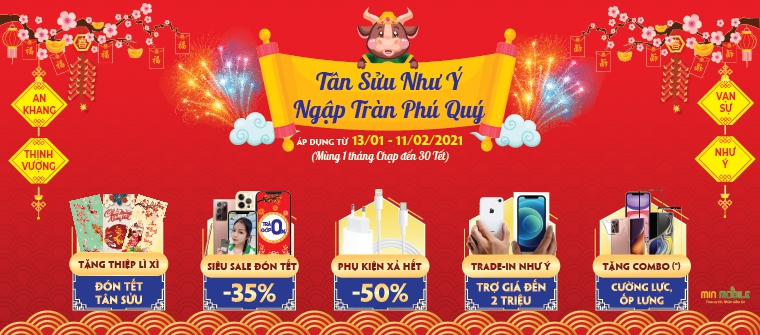 Tân Sửu Như Ý
Ngập Tràn Phú Quý
ÁP DỤNG TỪ 13/01 - 11/02/2021
(Mùng 1 tháng Chạp đến 30 Tết)
AN
KHANG
THỊNH
VƯỢNG
VẠN
SỰ
NHƯ
Ý
TẶNG THIỆP LÌ XÌ
ĐÓN TẾT
TÂN SỬU
TRẢ
GÓP 0%
SIÊU SALE ĐÓN TẾT
-35%
PHỤ KIỆN XẢ HẾT
-50%
TRADE-IN NHƯ Ý
TRỢ GIÁ ĐẾN
2 TRIỆU
TẶNG COMBO (*)
CƯỜNG LỰC,
ỐP LƯNG
MIN MOBILE